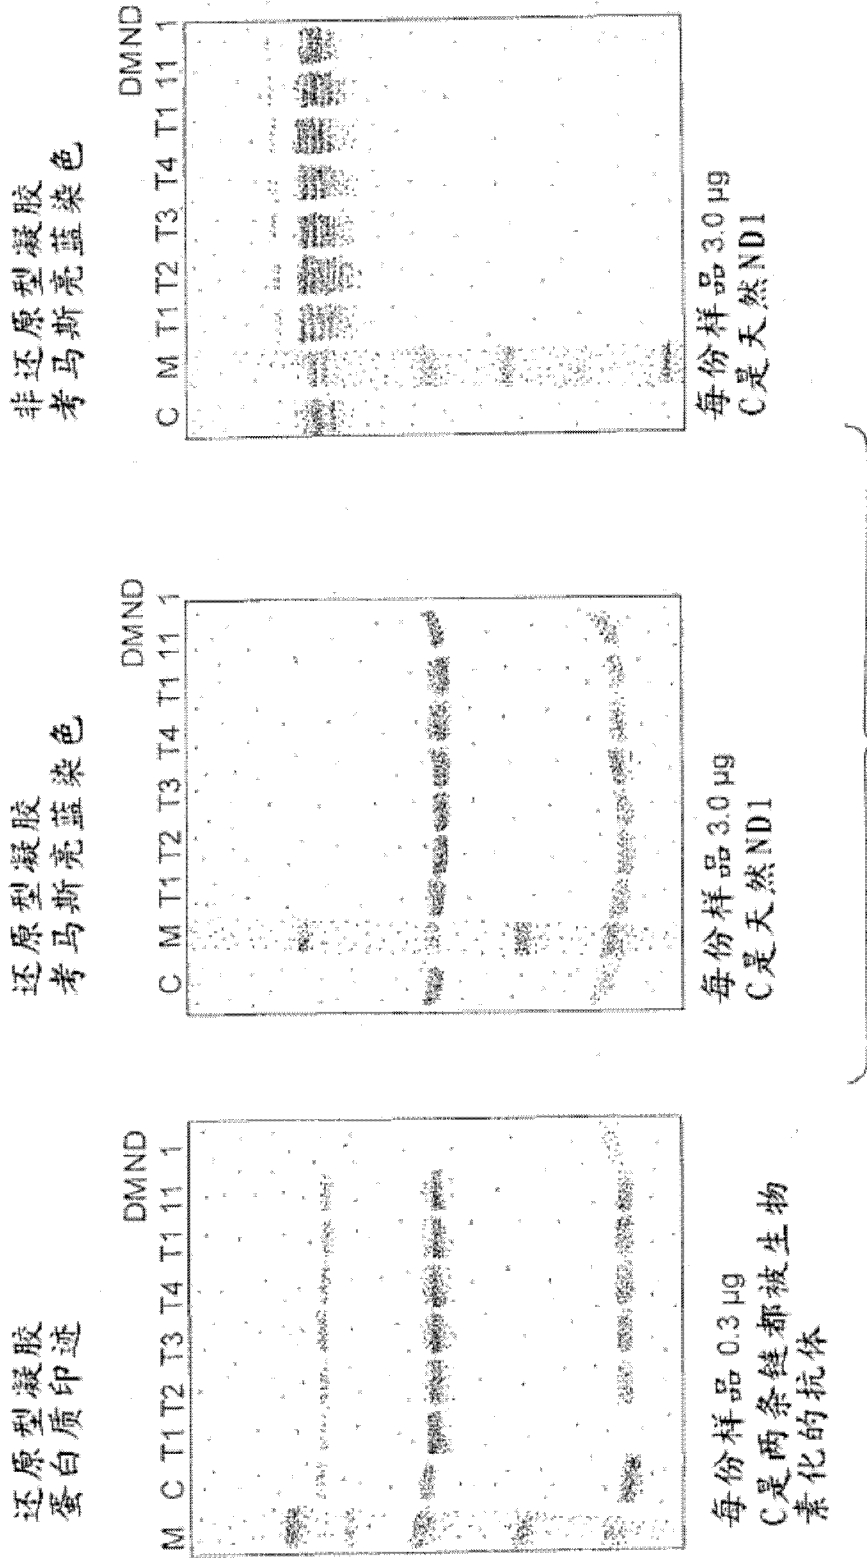 还原型凝胶
蛋白质印迹
DMND
M C T1 T2 T3 T4 T1 11 1
每份样品 0.3 µg
C是两条链都被生物
素化的抗体
还原型凝胶
考马斯亮蓝染色
DMND
C M T1 T2 T3 T4 T1 11 1
每份样品 3.0 µg
C是天然ND1
非还原型凝胶
考马斯亮蓝染色
DMND
C M T1 T2 T3 T4 T1 11 1
每份样品 3.0 µg
C是天然ND1